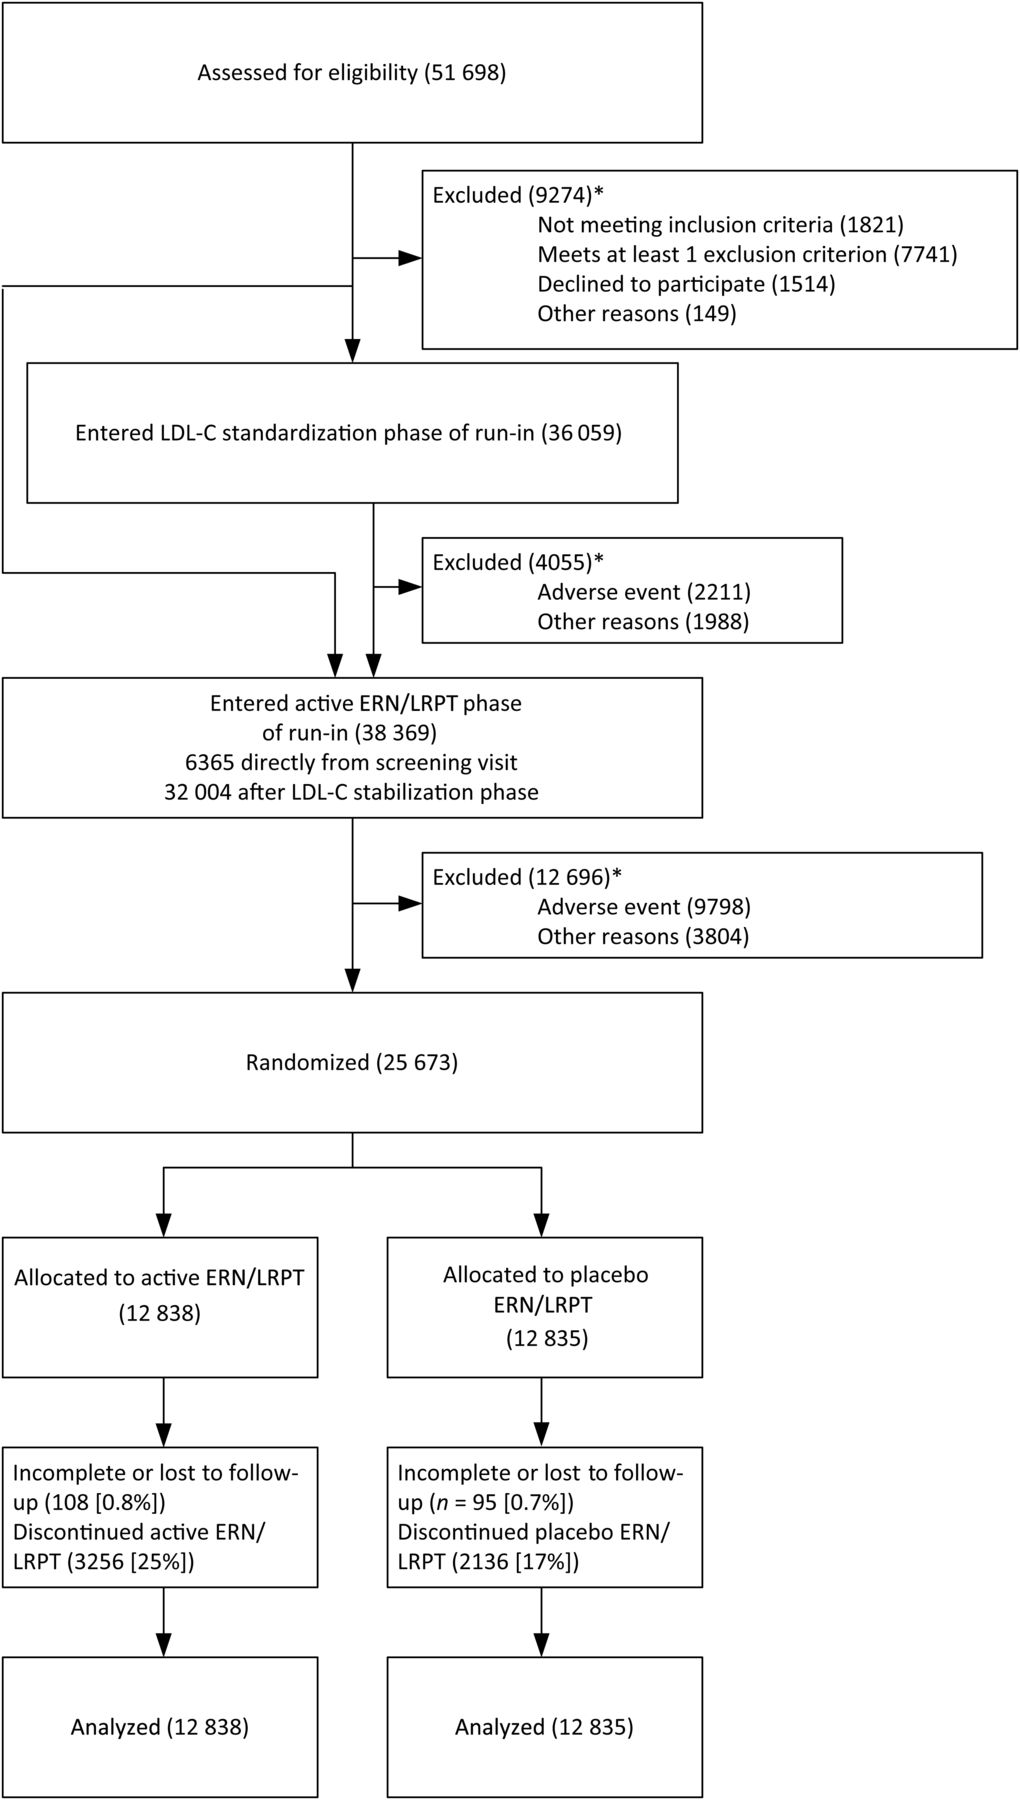 Assessed for eligibility (51 698)
Excluded (9274)*
Not meeting inclusion criteria (1821)
Meets at least 1 exclusion criterion (7741)
Declined to participate (1514)
Other reasons (149)
Entered LDL-C standardization phase of run-in (36 059)
Excluded (4055)*
Adverse event (2211)
Other reasons (1988)
Entered active ERN/LRPT phase
of run-in (38 369)
6365 directly from screening visit
32 004 after LDL-C stabilization phase
Excluded (12 696)*
Adverse event (9798)
Other reasons (3804)
Randomized (25 673)
Allocated to active ERN/LRPT
(12 838)
Allocated to placebo
ERN/LRPT
(12 835)
Incomplete or lost to follow-
up (108 [0.8%])
Discontinued active ERN/
LRPT (3256 [25%])
Incomplete or lost to follow-
up (n = 95 [0.7%])
Discontinued placebo ERN/
LRPT (2136 [17%])
Analyzed (12 838)
Analyzed (12 835)